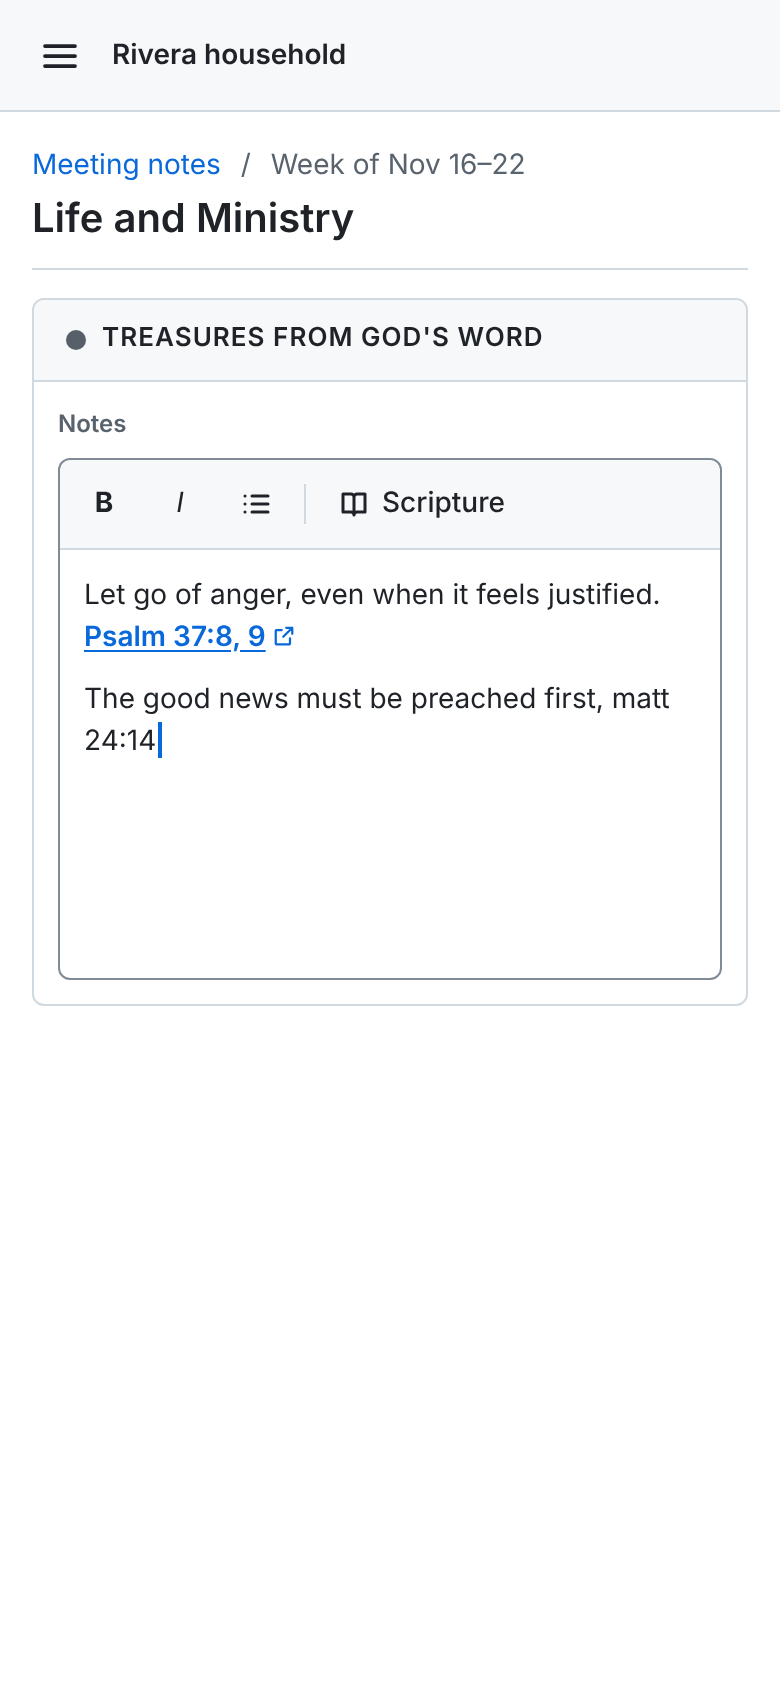 Rivera household
Meeting notes / Week of Nov 16–22
Life and Ministry
TREASURES FROM GOD'S WORD
Notes
B I Scripture
Let go of anger, even when it feels justified.
Psalm 37:8, 9
The good news must be preached first, matt
24:14